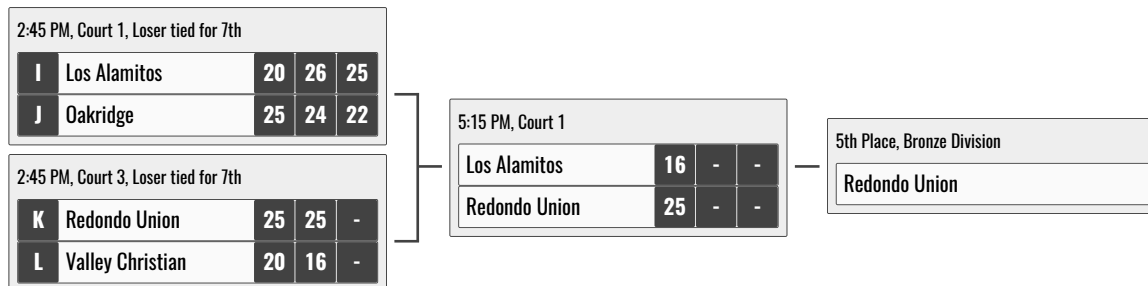 2:45 PM, Court 1, Loser tied for 7th
I Los Alamitos 20 26 25
J Oakridge 25 24 22
2:45 PM, Court 3, Loser tied for 7th
K Redondo Union 25 25 -
L Valley Christian 20 16 -
5:15 PM, Court 1
Los Alamitos 16 - -
Redondo Union 25 - -
5th Place, Bronze Division
Redondo Union